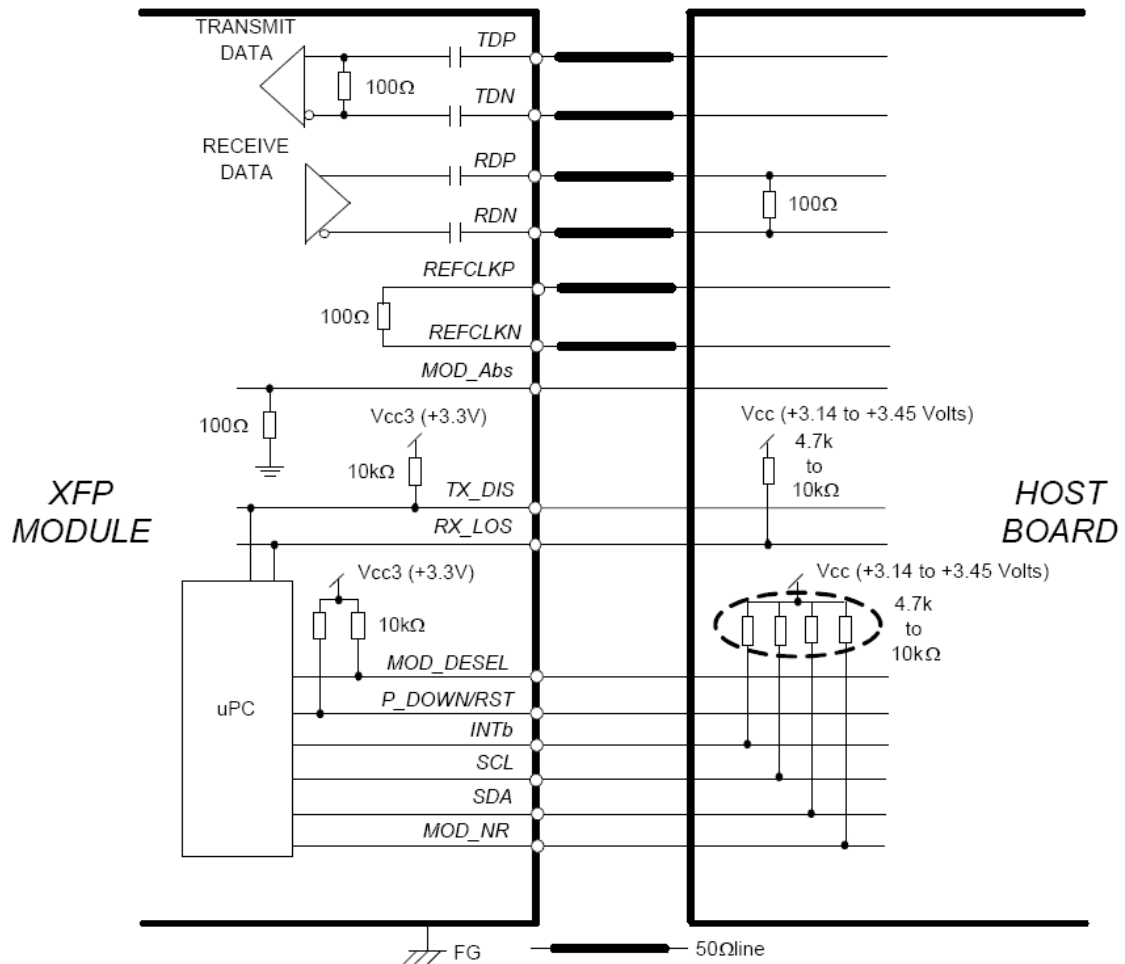 TRANSMIT
DATA
TDP
100Ω
TDN
RECEIVE
DATA
RDP
100Ω
RDN
REFCLKP
100Ω
REFCLKN
MOD_Abs
100Ω
Vcc3 (+3.3V)
10kΩ
TX_DIS
RX_LOS
Vcc (+3.14 to +3.45 Volts)
4.7k
to
10kΩ
XFP
MODULE
HOST
BOARD
Vcc3 (+3.3V)
10kΩ
Vcc (+3.14 to +3.45 Volts)
4.7k
to
10kΩ
MOD_DESEL
P_DOWN/RST
uPC
INTb
SCL
SDA
MOD_NR
FG
50Ωline